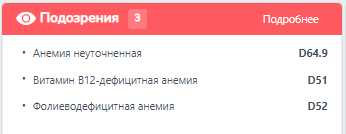 Подозрения 3 Подробнее
• Анемия неуточненная D64.9
• Витамин B12-дефицитная анемия D51
• Фолиеводефицитная анемия D52